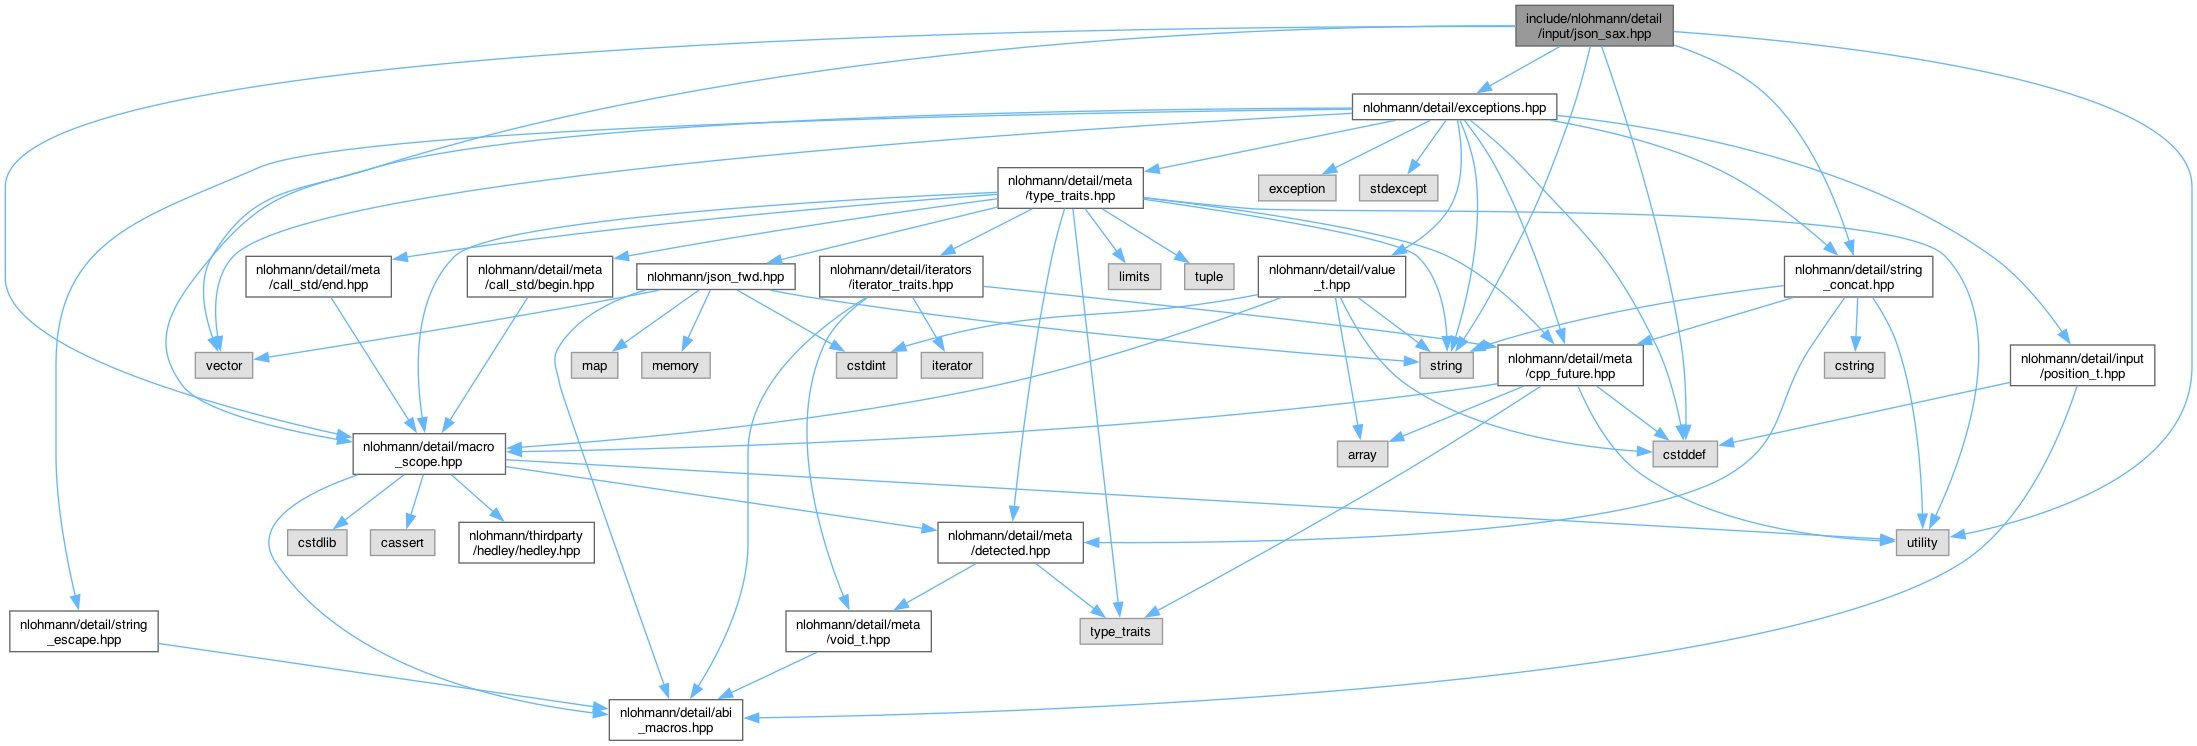 include/nlohmann/detail
/input/json_sax.hpp
nlohmann/detail/exceptions.hpp
nlohmann/detail/meta
/type_traits.hpp
exception
stdexcept
nlohmann/detail/meta
/call_std/end.hpp
nlohmann/detail/meta
/call_std/begin.hpp
nlohmann/json_fwd.hpp
nlohmann/detail/iterators
/iterator_traits.hpp
limits
tuple
nlohmann/detail/value
_t.hpp
nlohmann/detail/string
_concat.hpp
vector
map
memory
cstdint
iterator
string
nlohmann/detail/meta
/cpp_future.hpp
cstring
nlohmann/detail/input
/position_t.hpp
nlohmann/detail/macro
_scope.hpp
array
cstddef
cstdlib
cassert
nlohmann/thirdparty
/hedley/hedley.hpp
nlohmann/detail/meta
/detected.hpp
utility
nlohmann/detail/string
_escape.hpp
nlohmann/detail/meta
/void_t.hpp
type_traits
nlohmann/detail/abi
_macros.hpp